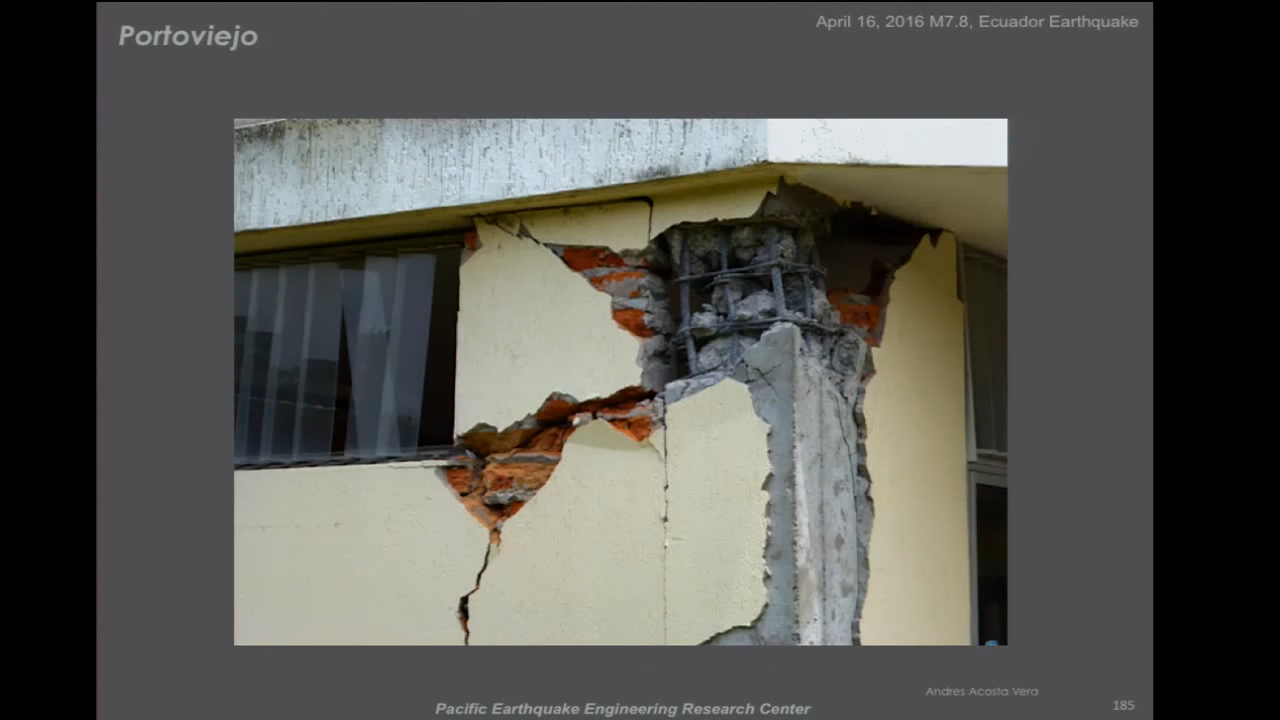 Portoviejo
April 16, 2016 M7.8, Ecuador Earthquake
Andres Acosta Vera
Pacific Earthquake Engineering Research Center
185